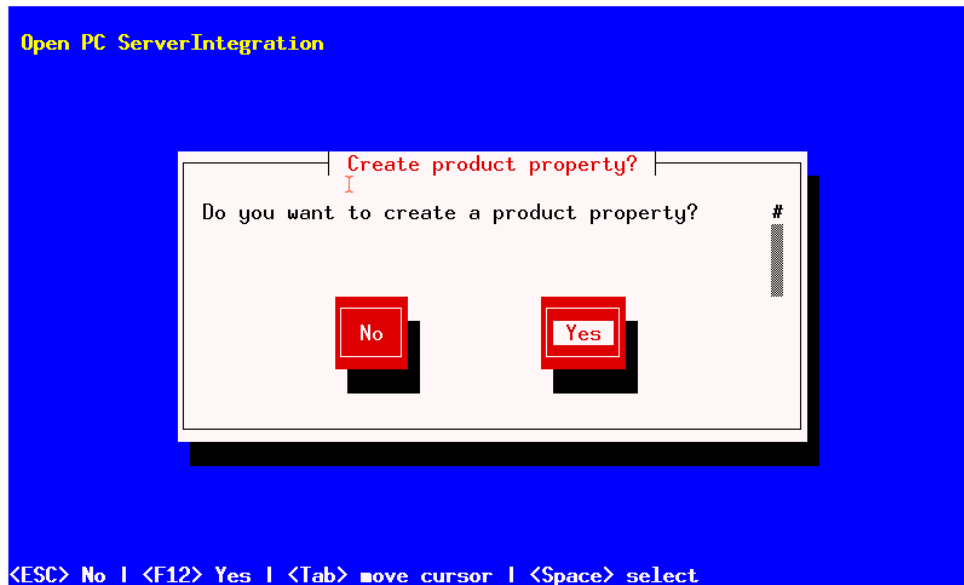 Open PC ServerIntegration
Create product property?
Do you want to create a product property? #
No Yes
<ESC> No | <F12> Yes | <Tab> move cursor | <Space> select